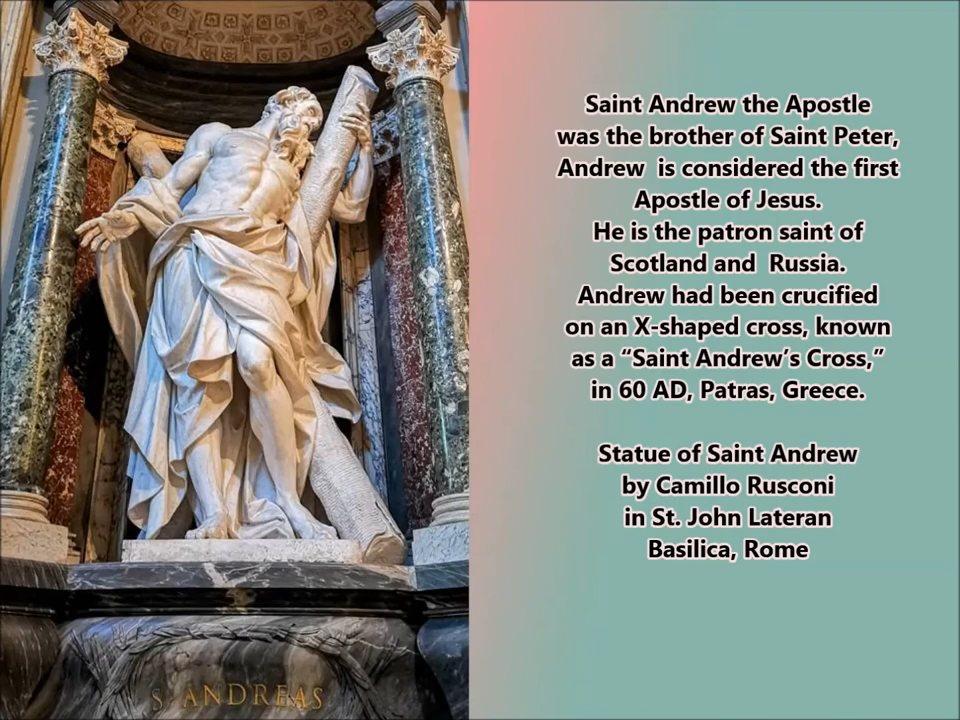 Saint Andrew the Apostle
was the brother of Saint Peter,
Andrew  is considered the first
Apostle of Jesus.
He is the patron saint of
Scotland and  Russia.
Andrew had been crucified
on an X-shaped cross, known
as a “Saint Andrew’s Cross,”
in 60 AD, Patras, Greece.
Statue of Saint Andrew
by Camillo Rusconi
in St. John Lateran
Basilica, Rome
S. ANDREAS